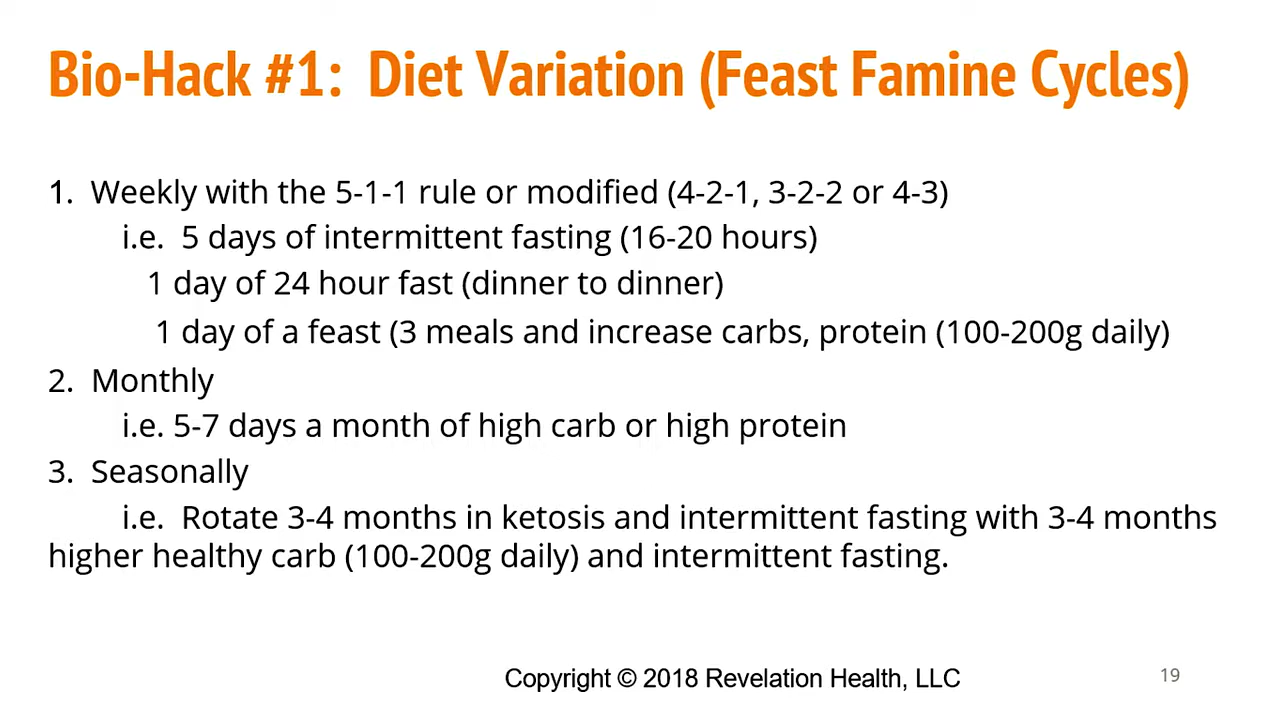 Bio-Hack #1: Diet Variation (Feast Famine Cycles)
1. Weekly with the 5-1-1 rule or modified (4-2-1, 3-2-2 or 4-3)
i.e. 5 days of intermittent fasting (16-20 hours)
1 day of 24 hour fast (dinner to dinner)
1 day of a feast (3 meals and increase carbs, protein (100-200g daily)
2. Monthly
i.e. 5-7 days a month of high carb or high protein
3. Seasonally
i.e. Rotate 3-4 months in ketosis and intermittent fasting with 3-4 months
higher healthy carb (100-200g daily) and intermittent fasting.
Copyright © 2018 Revelation Health, LLC
19